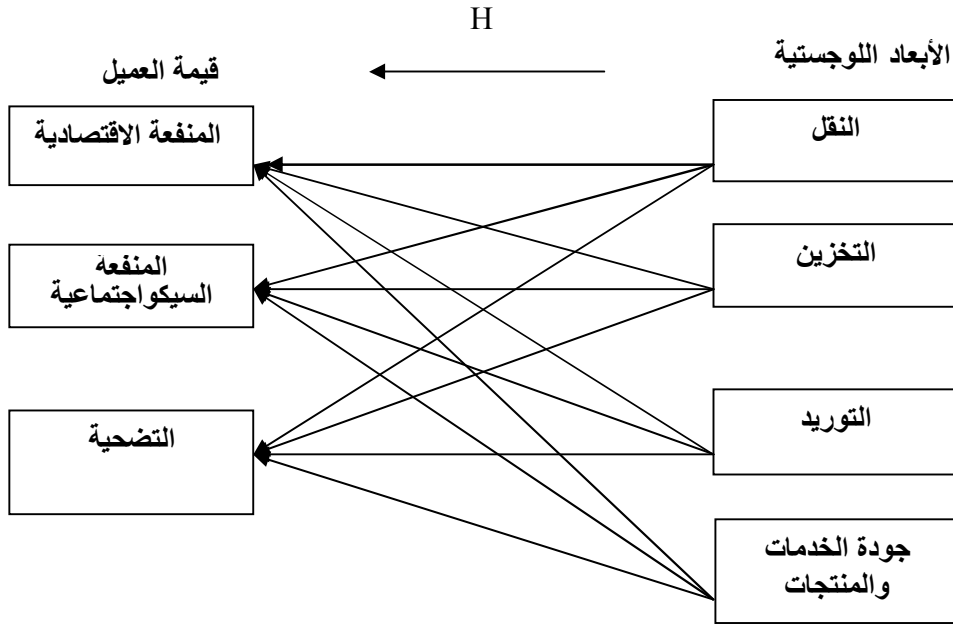 H
الأبعاد اللوجستية
قيمة العميل
النقل
المنفعة الاقتصادية
التخزين
المنفعة
السيكواجتماعية
التوريد
التضحية
جودة الخدمات
والمنتجات